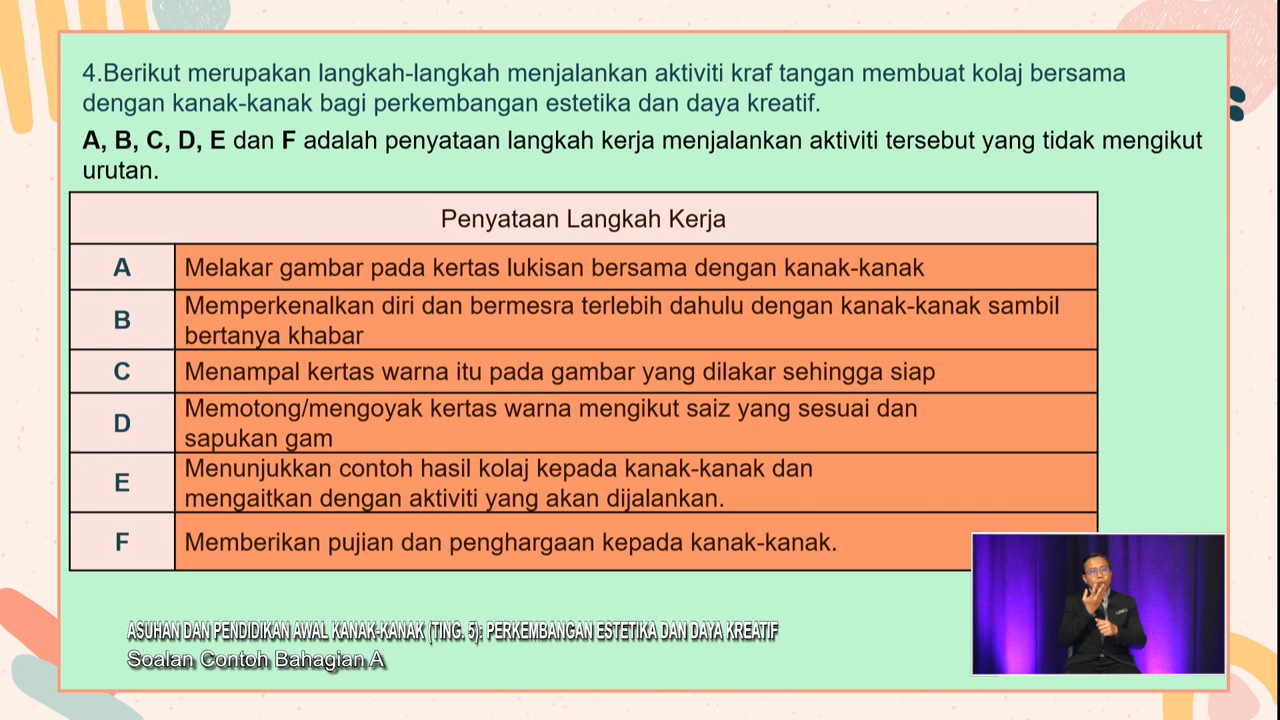 4.Berikut merupakan langkah-langkah menjalankan aktiviti kraf tangan membuat kolaj bersama
dengan kanak-kanak bagi perkembangan estetika dan daya kreatif.
A, B, C, D, E dan F adalah penyataan langkah kerja menjalankan aktiviti tersebut yang tidak mengikut
urutan.
Penyataan Langkah Kerja
A
Melakar gambar pada kertas lukisan bersama dengan kanak-kanak
B
Memperkenalkan diri dan bermesra terlebih dahulu dengan kanak-kanak sambil
bertanya khabar
C
Menampal kertas warna itu pada gambar yang dilakar sehingga siap
D
Memotong/mengoyak kertas warna mengikut saiz yang sesuai dan
sapukan gam
E
Menunjukkan contoh hasil kolaj kepada kanak-kanak dan
mengaitkan dengan aktiviti yang akan dijalankan.
F
Memberikan pujian dan penghargaan kepada kanak-kanak.
ASUHAN DAN PENDIDIKAN AWAL KANAK-KANAK (TING. 5): PERKEMBANGAN ESTETIKA DAN DAYA KREATIF
Soalan Contoh Bahagian A